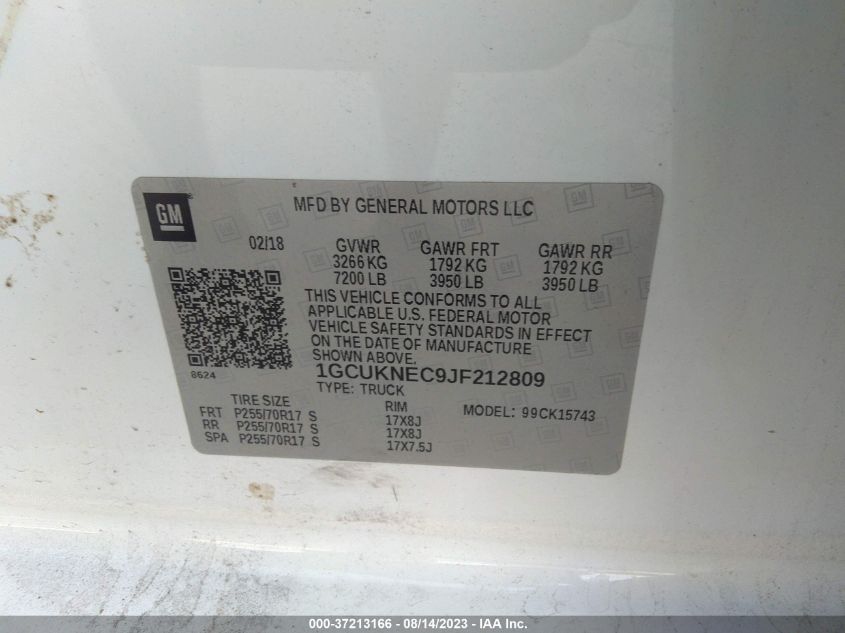 GM
MFD BY GENERAL MOTORS LLC
02/18 GVWR GAWR FRT GAWR RR
3266 KG 1792 KG 1792 KG
7200 LB 3950 LB 3950 LB
THIS VEHICLE CONFORMS TO ALL
APPLICABLE U.S. FEDERAL MOTOR
VEHICLE SAFETY STANDARDS IN EFFECT
ON THE DATE OF MANUFACTURE
SHOWN ABOVE.
8624
1GCUKNEC9JF212809
TYPE: TRUCK
TIRE SIZE RIM MODEL: 99CK15743
FRT P255/70R17 S 17X8J
RR P255/70R17 S 17X8J
SPA P255/70R17 S 17X7.5J
000-37213166 - 08/14/2023 - IAA Inc.